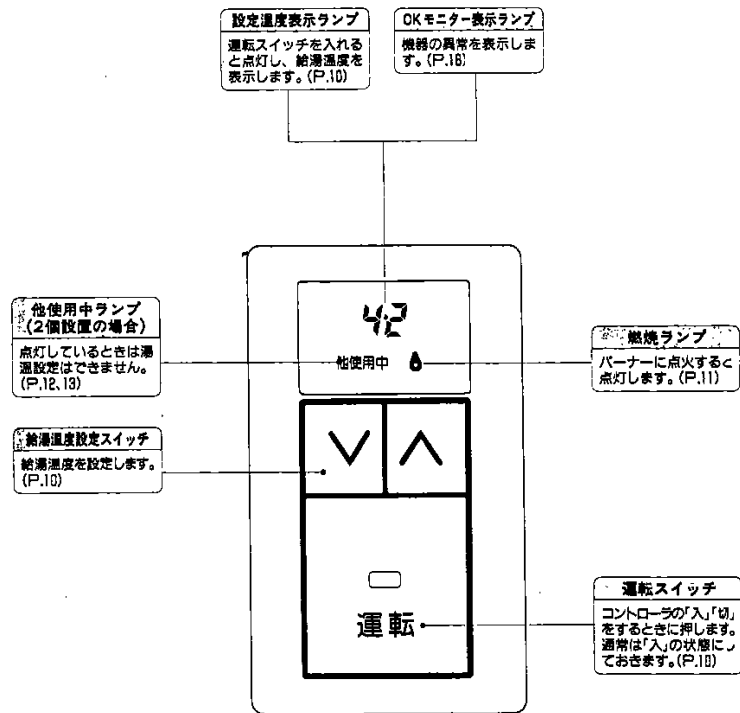 設定温度表示ランプ
運転スイッチを入れる
と点灯し、給湯温度を
表示します。(P.10)
OKモニター表示ランプ
機器の異常を表示しま
す。(P.16)
他使用中ランプ
(2個設置の場合)
点灯しているときは湯
温設定はできません。
(P.12、13)
給湯温度設定スイッチ
給湯温度を設定します。
(P.10)
42
他使用中
運転
燃焼ランプ
バーナーに点火すると
点灯します。(P.11)
運転スイッチ
コントローラの「入」「切」
をするときに押します。
通常は「入」の状態にし
ておきます。(P.10)